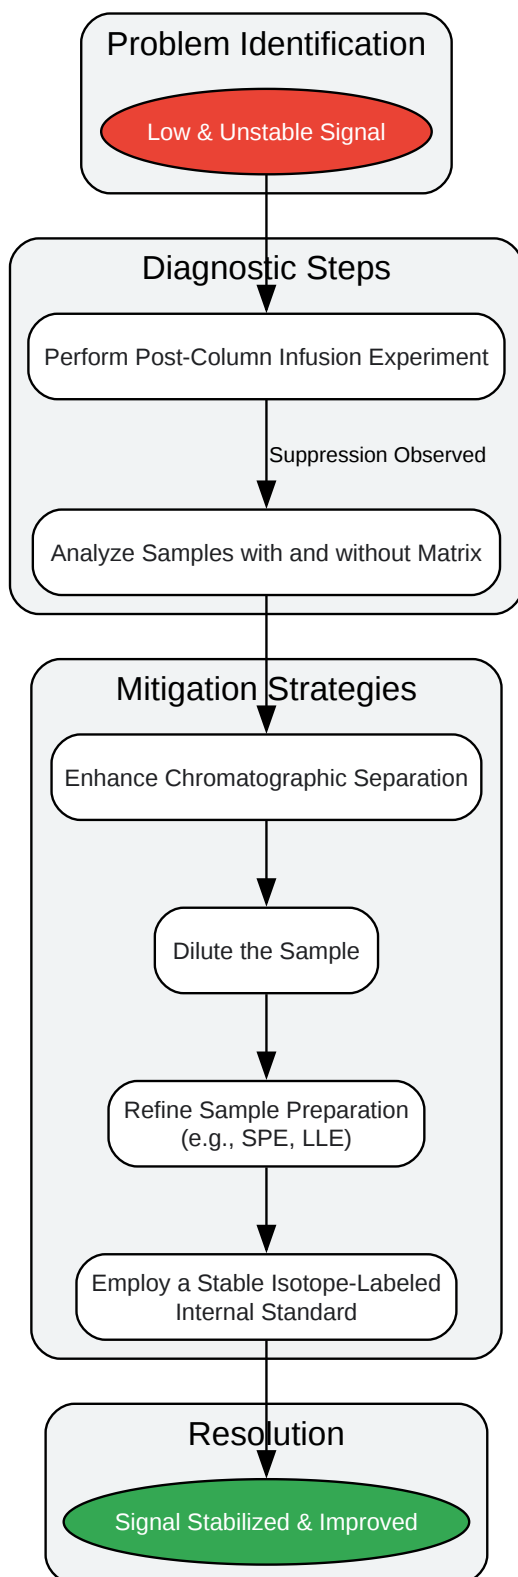 Problem Identification
Low & Unstable Signal
Diagnostic Steps
Perform Post-Column Infusion Experiment
Suppression Observed
Analyze Samples with and without Matrix
Mitigation Strategies
Enhance Chromatographic Separation
Dilute the Sample
Refine Sample Preparation
(e.g., SPE, LLE)
Employ a Stable Isotope-Labeled
Internal Standard
Resolution
Signal Stabilized & Improved